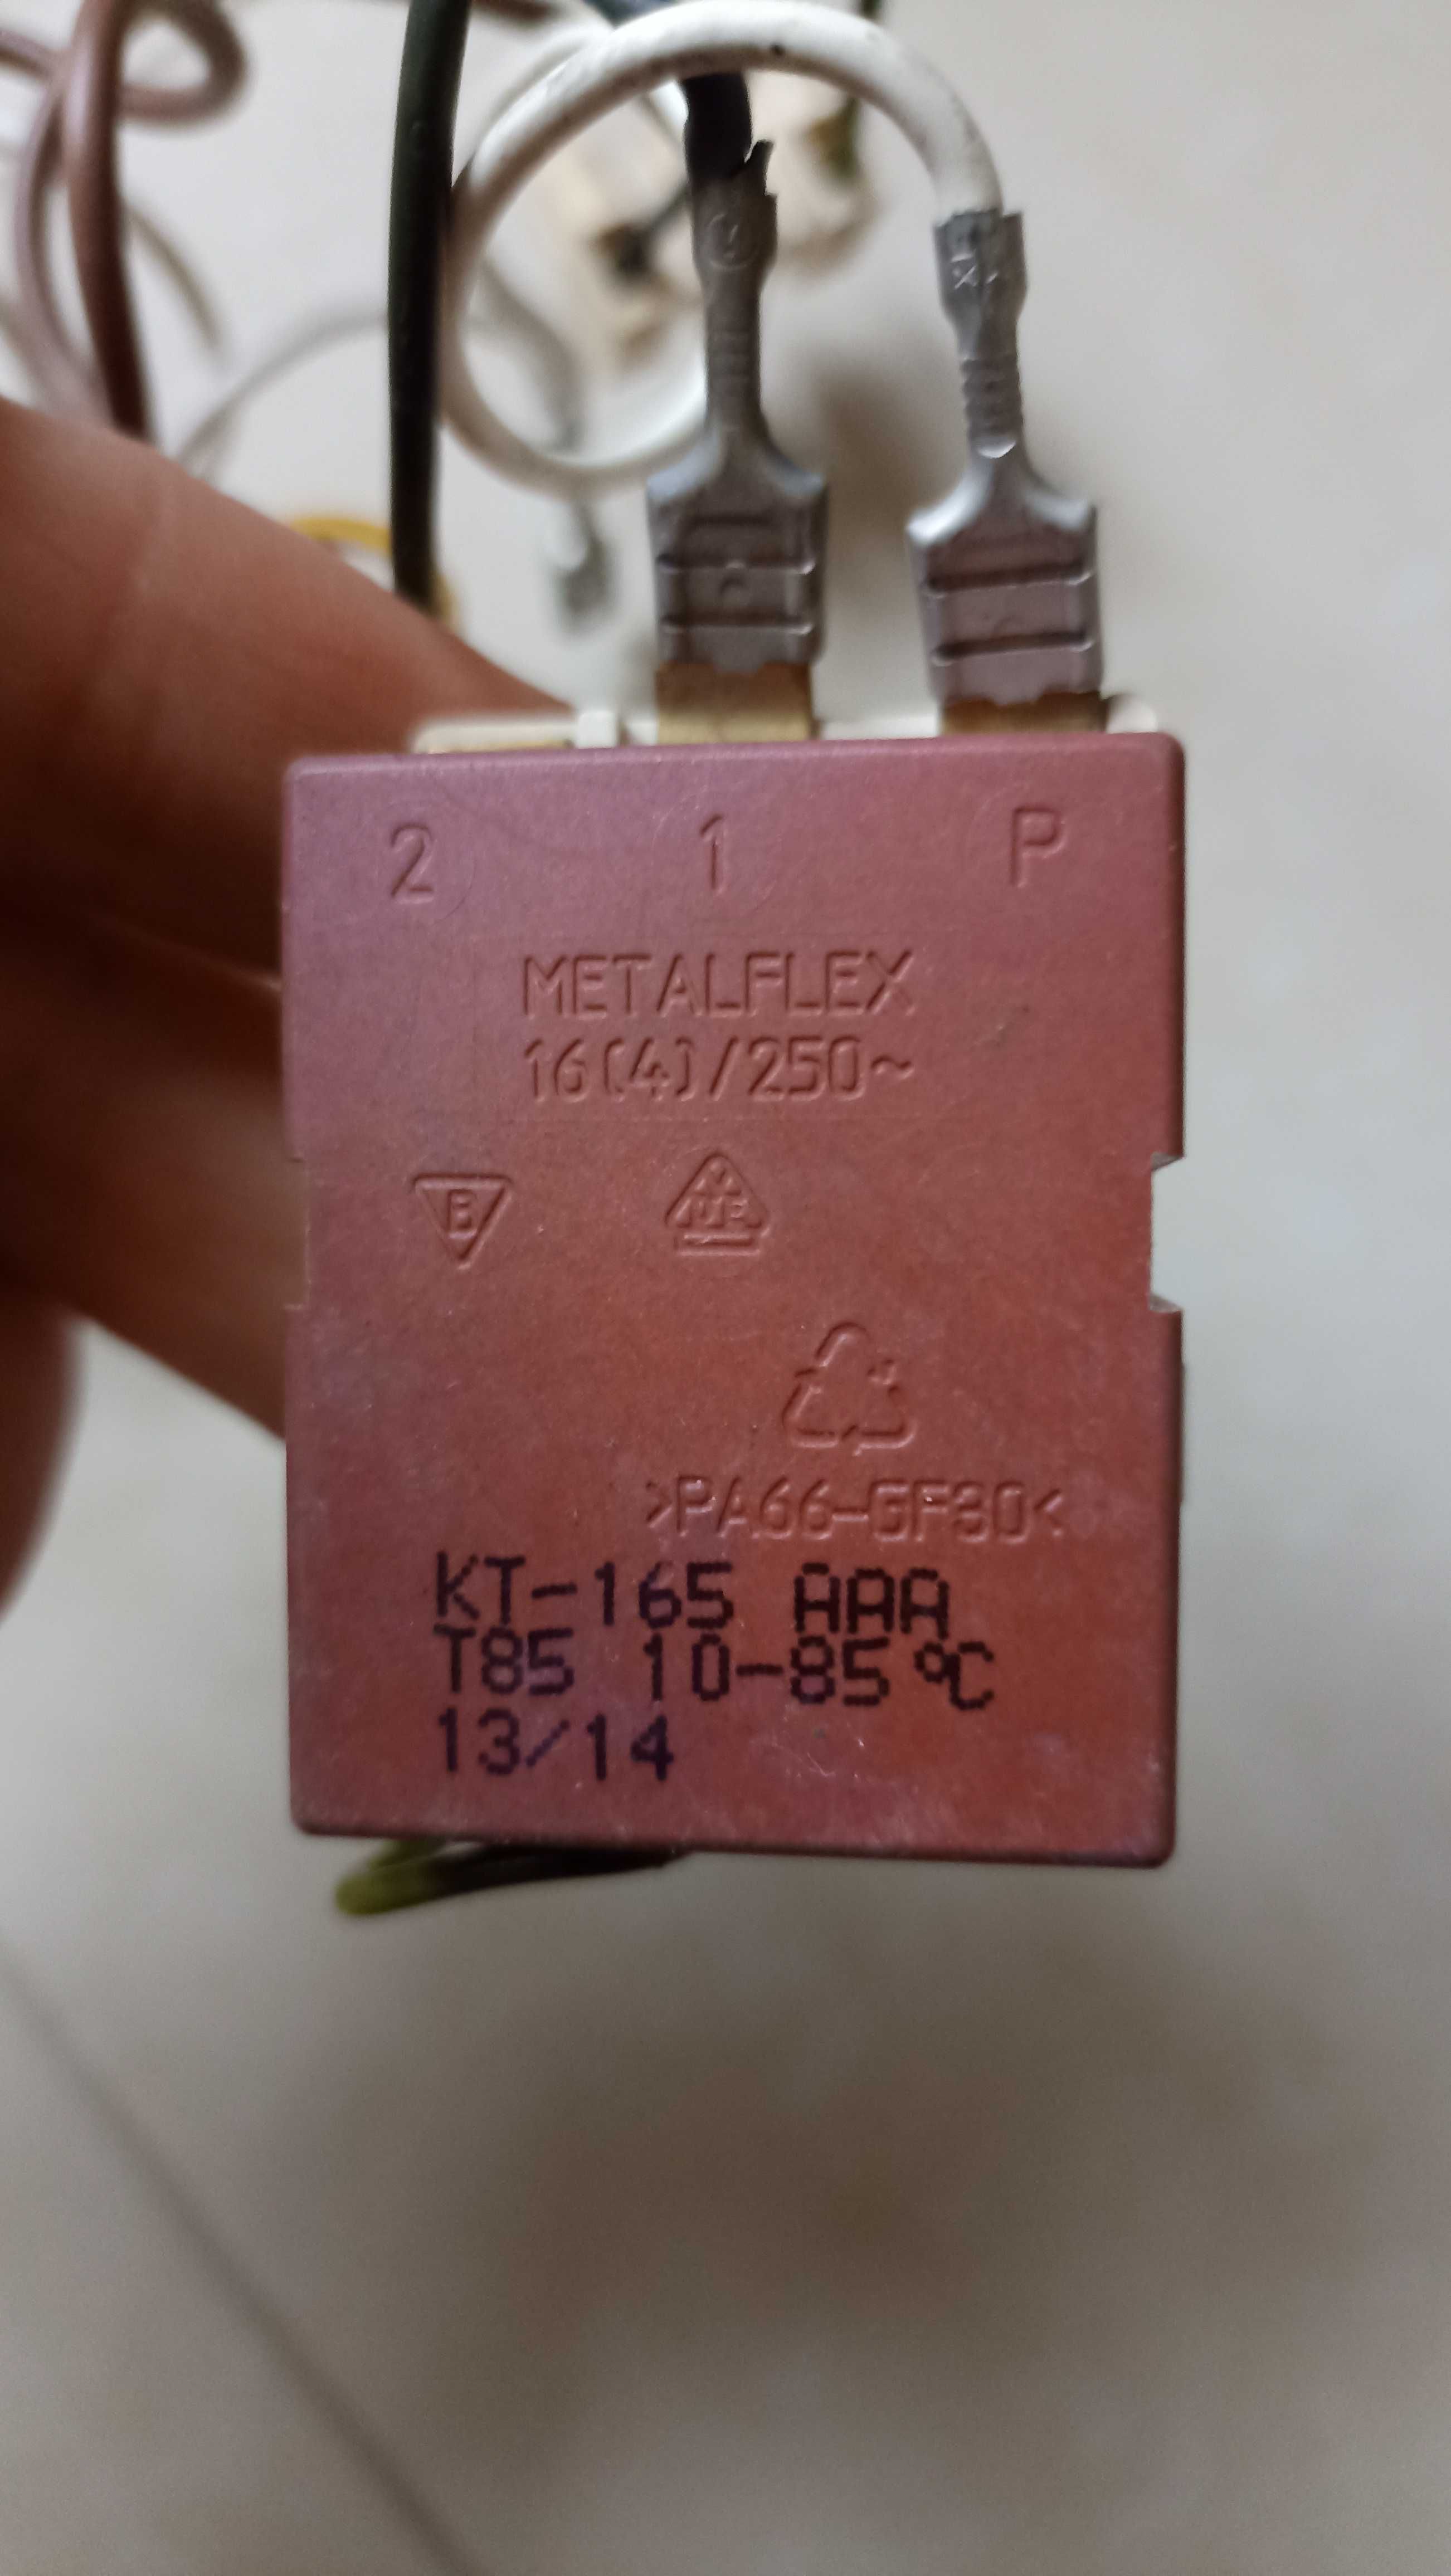 2 1 P
METALFLEX
16(4)/250~
B
>PA66-GF30<
KT-165 AAA
T85 10-85°C
13/14